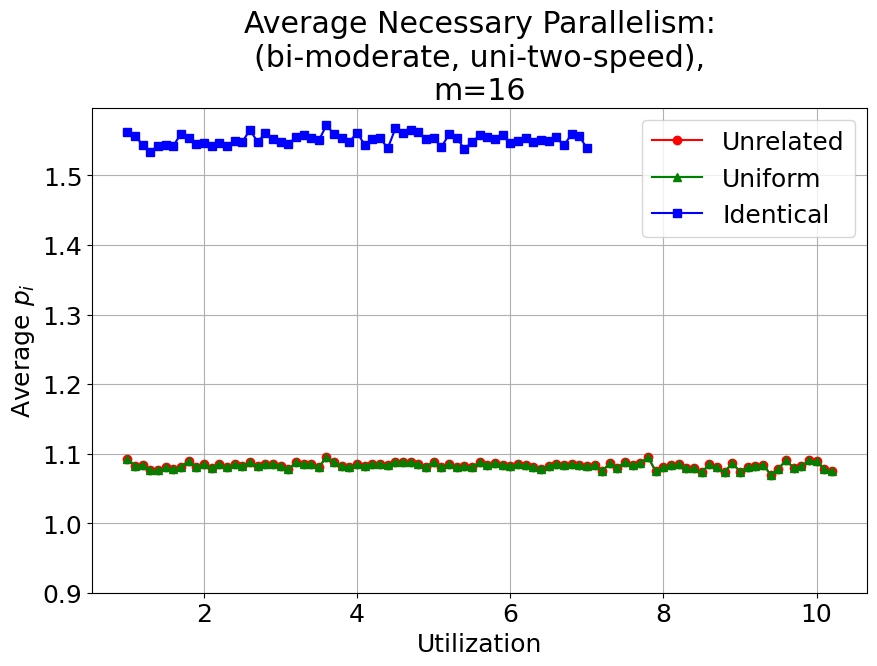 Average Necessary Parallelism:
(bi-moderate, uni-two-speed),
m=16
Unrelated
Uniform
Identical
Average $p_i$
1.5
1.4
1.3
1.2
1.1
1.0
0.9
2 4 6 8 10
Utilization